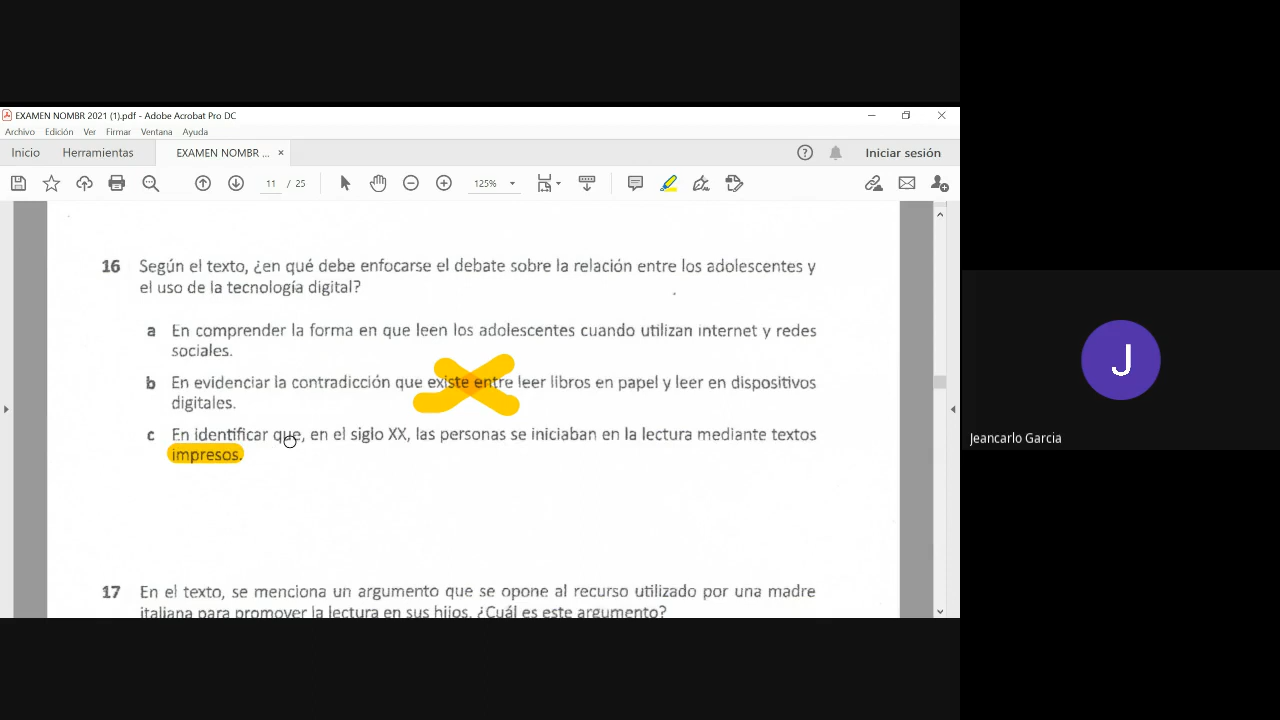 EXAMEN NOMBR 2021 (1).pdf - Adobe Acrobat Pro DC
Archivo Edición Ver Firmar Ventana Ayuda
Inicio Herramientas EXAMEN NOMBR ... × Iniciar sesión
11 / 25 125%
16 Según el texto, ¿en qué debe enfocarse el debate sobre la relación entre los adolescentes y
el uso de la tecnología digital?
a En comprender la forma en que leen los adolescentes cuando utilizan internet y redes
sociales.
b En evidenciar la contradicción que existe entre leer libros en papel y leer en dispositivos
digitales.
c En identificar que, en el siglo XX, las personas se iniciaban en la lectura mediante textos
impresos.
17 En el texto, se menciona un argumento que se opone al recurso utilizado por una madre
italiana para promover la lectura en sus hijos. ¿Cuál es este argumento?
J
Jeancarlo Garcia